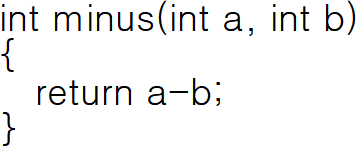 int minus(int a, int b)
{
   return a-b;
}